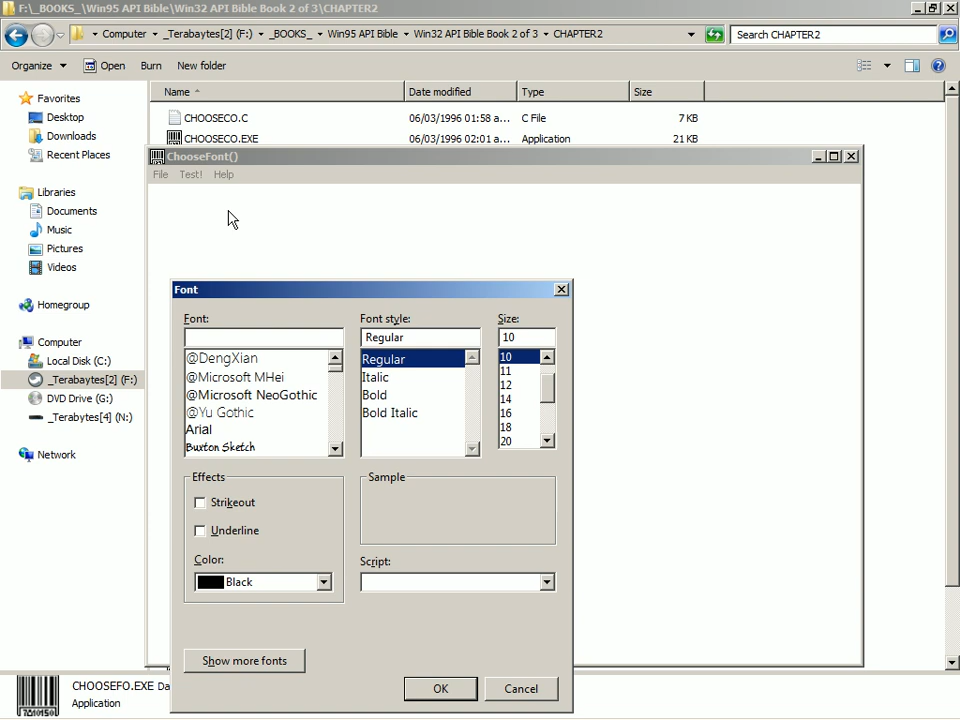 F:\_BOOKS_\Win95 API Bible\Win32 API Bible Book 2 of 3\CHAPTER2
Computer _Terabaytes[2] (F:) _BOOKS_ Win95 API Bible Win32 API Bible Book 2 of 3 CHAPTER2 Search CHAPTER2
Organize Open Burn New folder
Favorites
Desktop
Downloads
Recent Places
Libraries
Documents
Music
Pictures
Videos
Homegroup
Computer
Local Disk (C:)
_Terabaytes[2] (F:)
DVD Drive (G:)
_Terabytes[4] (N:)
Network
Name Date modified Type Size
CHOOSECO.C 06/03/1996 01:58 a... C File 7 KB
CHOOSECO.EXE 06/03/1996 02:01 a... Application 21 KB
ChooseFont()
File Test! Help
Font
Font: Font style: Size:
Regular 10
@DengXian
@Microsoft MHei
@Microsoft NeoGothic
@Yu Gothic
Arial
Buxton Sketch
Regular
Italic
Bold
Bold Italic
10
11
12
14
16
18
20
Effects
Strikeout
Underline
Color:
Black
Sample
Script:
Show more fonts
OK Cancel
CHOOSEFO.EXE Da
Application